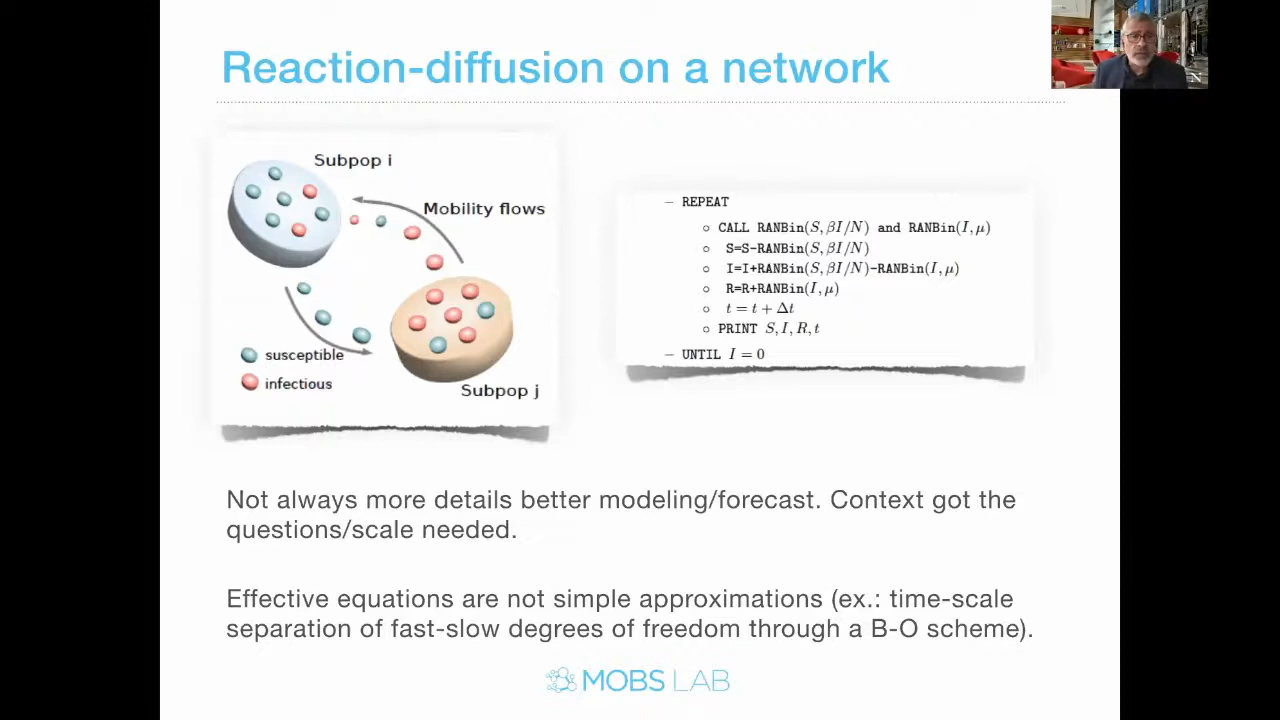 Reaction-diffusion on a network
Subpop i
Mobility flows
susceptible
infectious
Subpop j
– REPEAT
∘ CALL RANBin(S, βI/N) and RANBin(I, μ)
∘ S=S-RANBin(S, βI/N)
∘ I=I+RANBin(S, βI/N)-RANBin(I, μ)
∘ R=R+RANBin(I, μ)
∘ t = t + Δt
∘ PRINT S, I, R, t
– UNTIL I = 0
Not always more details better modeling/forecast. Context got the
questions/scale needed.
Effective equations are not simple approximations (ex.: time-scale
separation of fast-slow degrees of freedom through a B-O scheme).
MOBS LAB
N